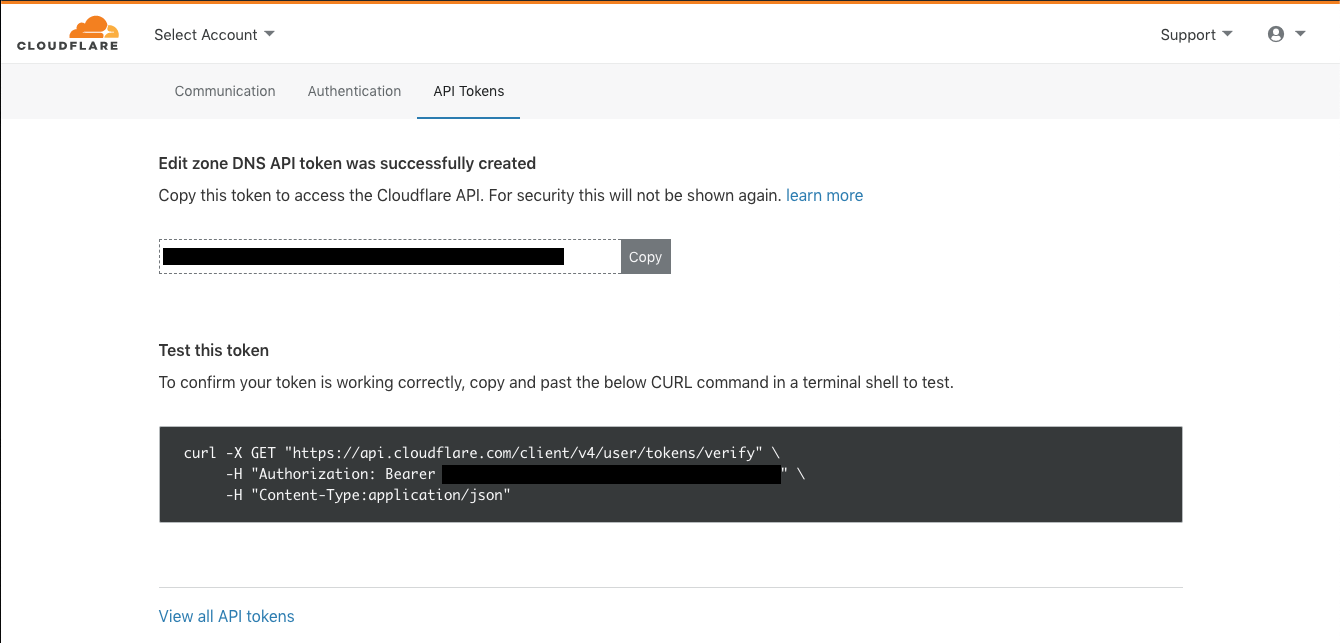 CLOUDFLARE
Select Account
Support
Communication
Authentication
API Tokens
Edit zone DNS API token was successfully created
Copy this token to access the Cloudflare API. For security this will not be shown again. learn more
Copy
Test this token
To confirm your token is working correctly, copy and past the below CURL command in a terminal shell to test.
curl -X GET "https://api.cloudflare.com/client/v4/user/tokens/verify" \
-H "Authorization: Bearer " \
-H "Content-Type:application/json"
View all API tokens